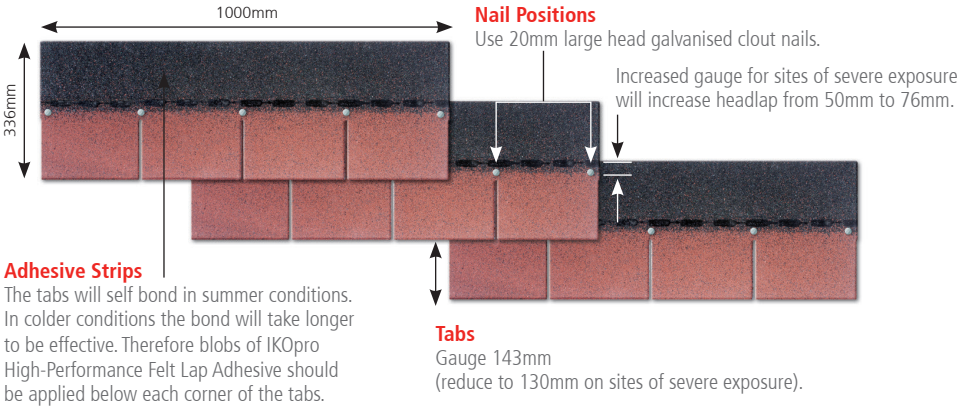 1000mm
336mm
Nail Positions
Use 20mm large head galvanised clout nails.
Increased gauge for sites of severe exposure
will increase headlap from 50mm to 76mm.
Adhesive Strips
The tabs will self bond in summer conditions.
In colder conditions the bond will take longer
to be effective. Therefore blobs of IKOpro
High-Performance Felt Lap Adhesive should
be applied below each corner of the tabs.
Tabs
Gauge 143mm
(reduce to 130mm on sites of severe exposure).